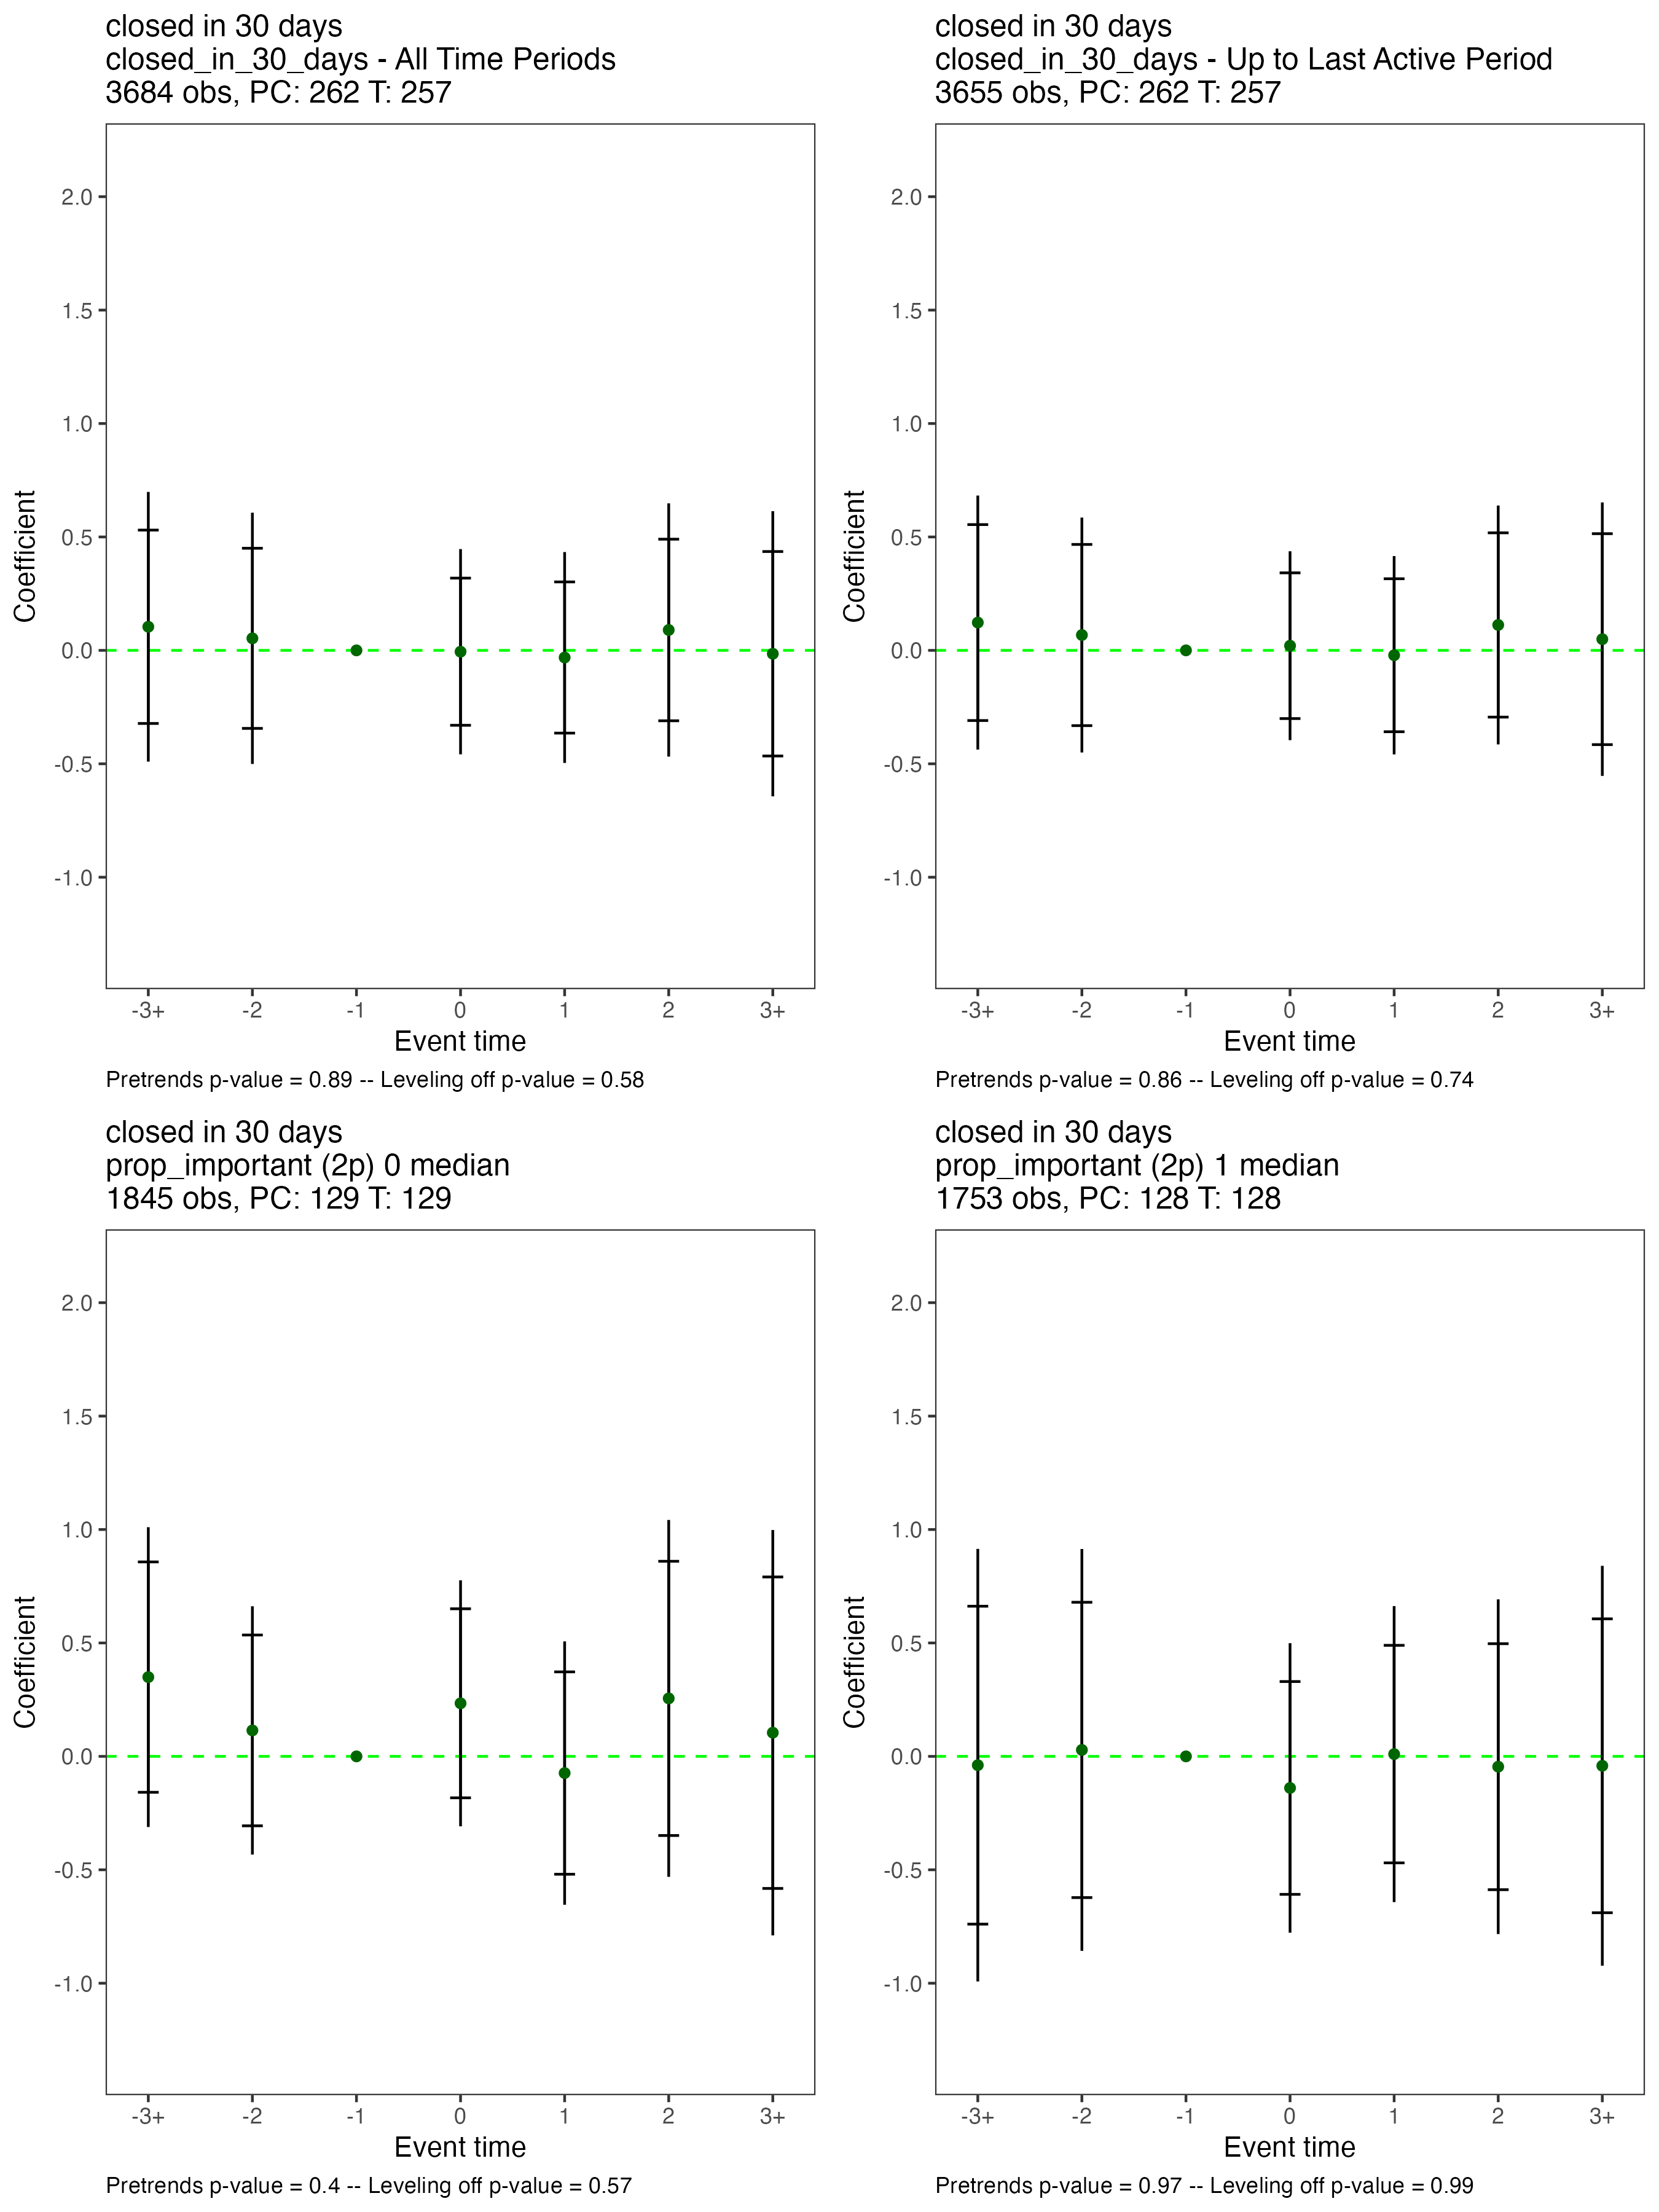 closed in 30 days
closed_in_30_days - All Time Periods
3684 obs, PC: 262 T: 257
Coefficient
2.0
1.5
1.0
0.5
0.0
-0.5
-1.0
-3+ -2 -1 0 1 2 3+
Event time
Pretrends p-value = 0.89 -- Leveling off p-value = 0.58
closed in 30 days
closed_in_30_days - Up to Last Active Period
3655 obs, PC: 262 T: 257
Coefficient
2.0
1.5
1.0
0.5
0.0
-0.5
-1.0
-3+ -2 -1 0 1 2 3+
Event time
Pretrends p-value = 0.86 -- Leveling off p-value = 0.74
closed in 30 days
prop_important (2p) 0 median
1845 obs, PC: 129 T: 129
Coefficient
2.0
1.5
1.0
0.5
0.0
-0.5
-1.0
-3+ -2 -1 0 1 2 3+
Event time
Pretrends p-value = 0.4 -- Leveling off p-value = 0.57
closed in 30 days
prop_important (2p) 1 median
1753 obs, PC: 128 T: 128
Coefficient
2.0
1.5
1.0
0.5
0.0
-0.5
-1.0
-3+ -2 -1 0 1 2 3+
Event time
Pretrends p-value = 0.97 -- Leveling off p-value = 0.99